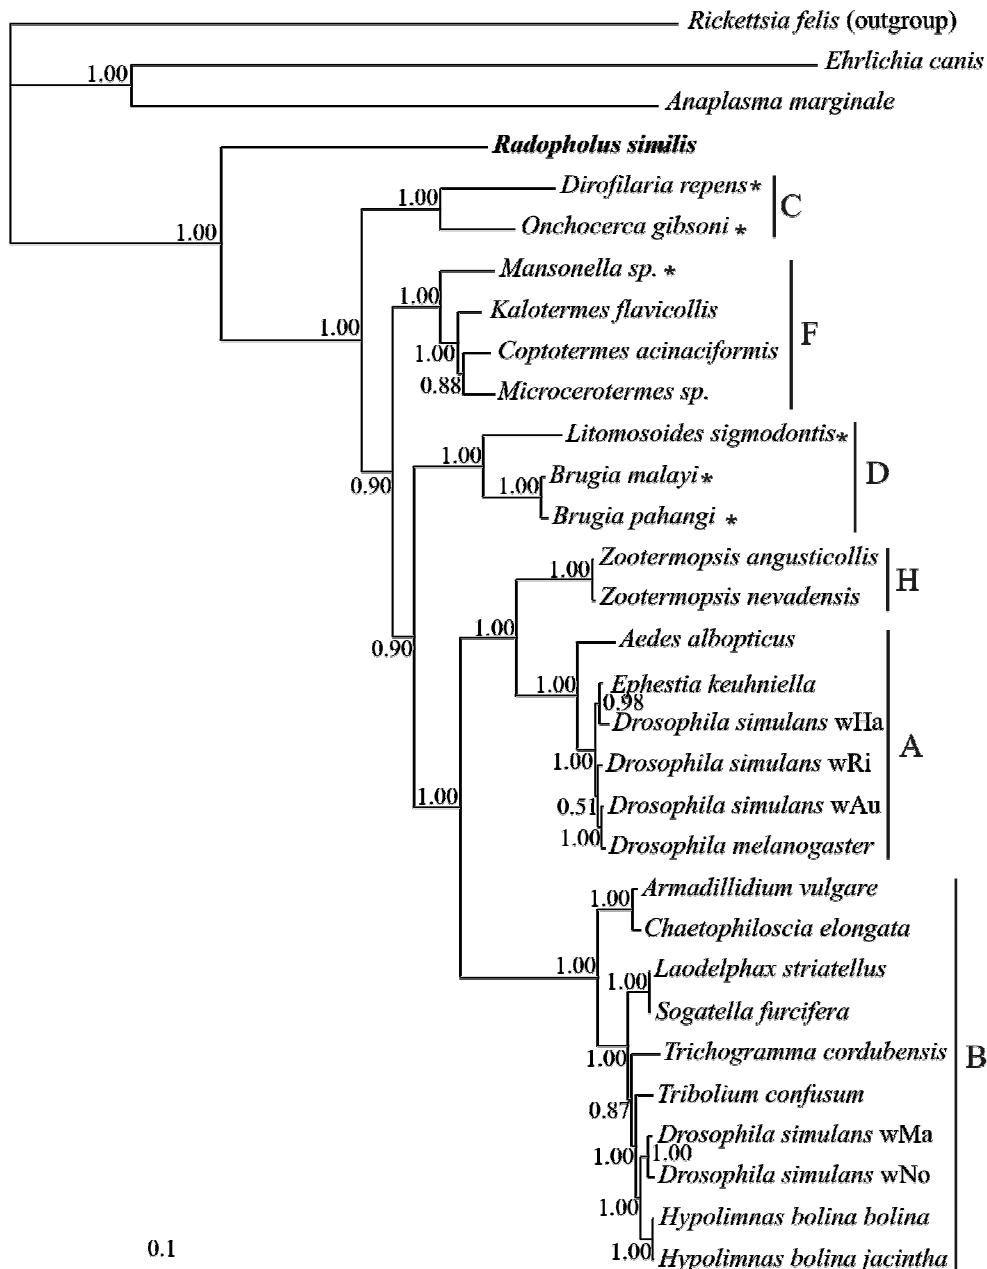 Rickettsia felis (outgroup)
Ehrlichia canis
1.00
Anaplasma marginale
Radopholus similis
1.00
Dirofilaria repens*
1.00
C
Onchocerca gibsoni *
Mansonella sp. *
1.00
Kalotermes flavicollis
1.00
F
Coptotermes acinaciformis
1.00
0.88
Microcerotermes sp.
Litomosoides sigmodontis*
1.00
Brugia malayi*
D
0.90
1.00
Brugia pahangi *
Zootermopsis angusticollis
1.00
H
Zootermopsis nevadensis
1.00
Aedes albopticus
0.90
1.00
Ephestia keuhniella
0.98
Drosophila simulans wHa
A
1.00
Drosophila simulans wRi
1.00
0.51
Drosophila simulans wAu
1.00
Drosophila melanogaster
Armadillidium vulgare
1.00
Chaetophiloscia elongata
1.00
Laodelphax striatellus
1.00
Sogatella furcifera
1.00
Trichogramma cordubensis
B
Tribolium confusum
0.87
Drosophila simulans wMa
1.00
1.00
Drosophila simulans wNo
1.00
Hypolimnas bolina bolina
1.00
Hypolimnas bolina jacintha
0.1